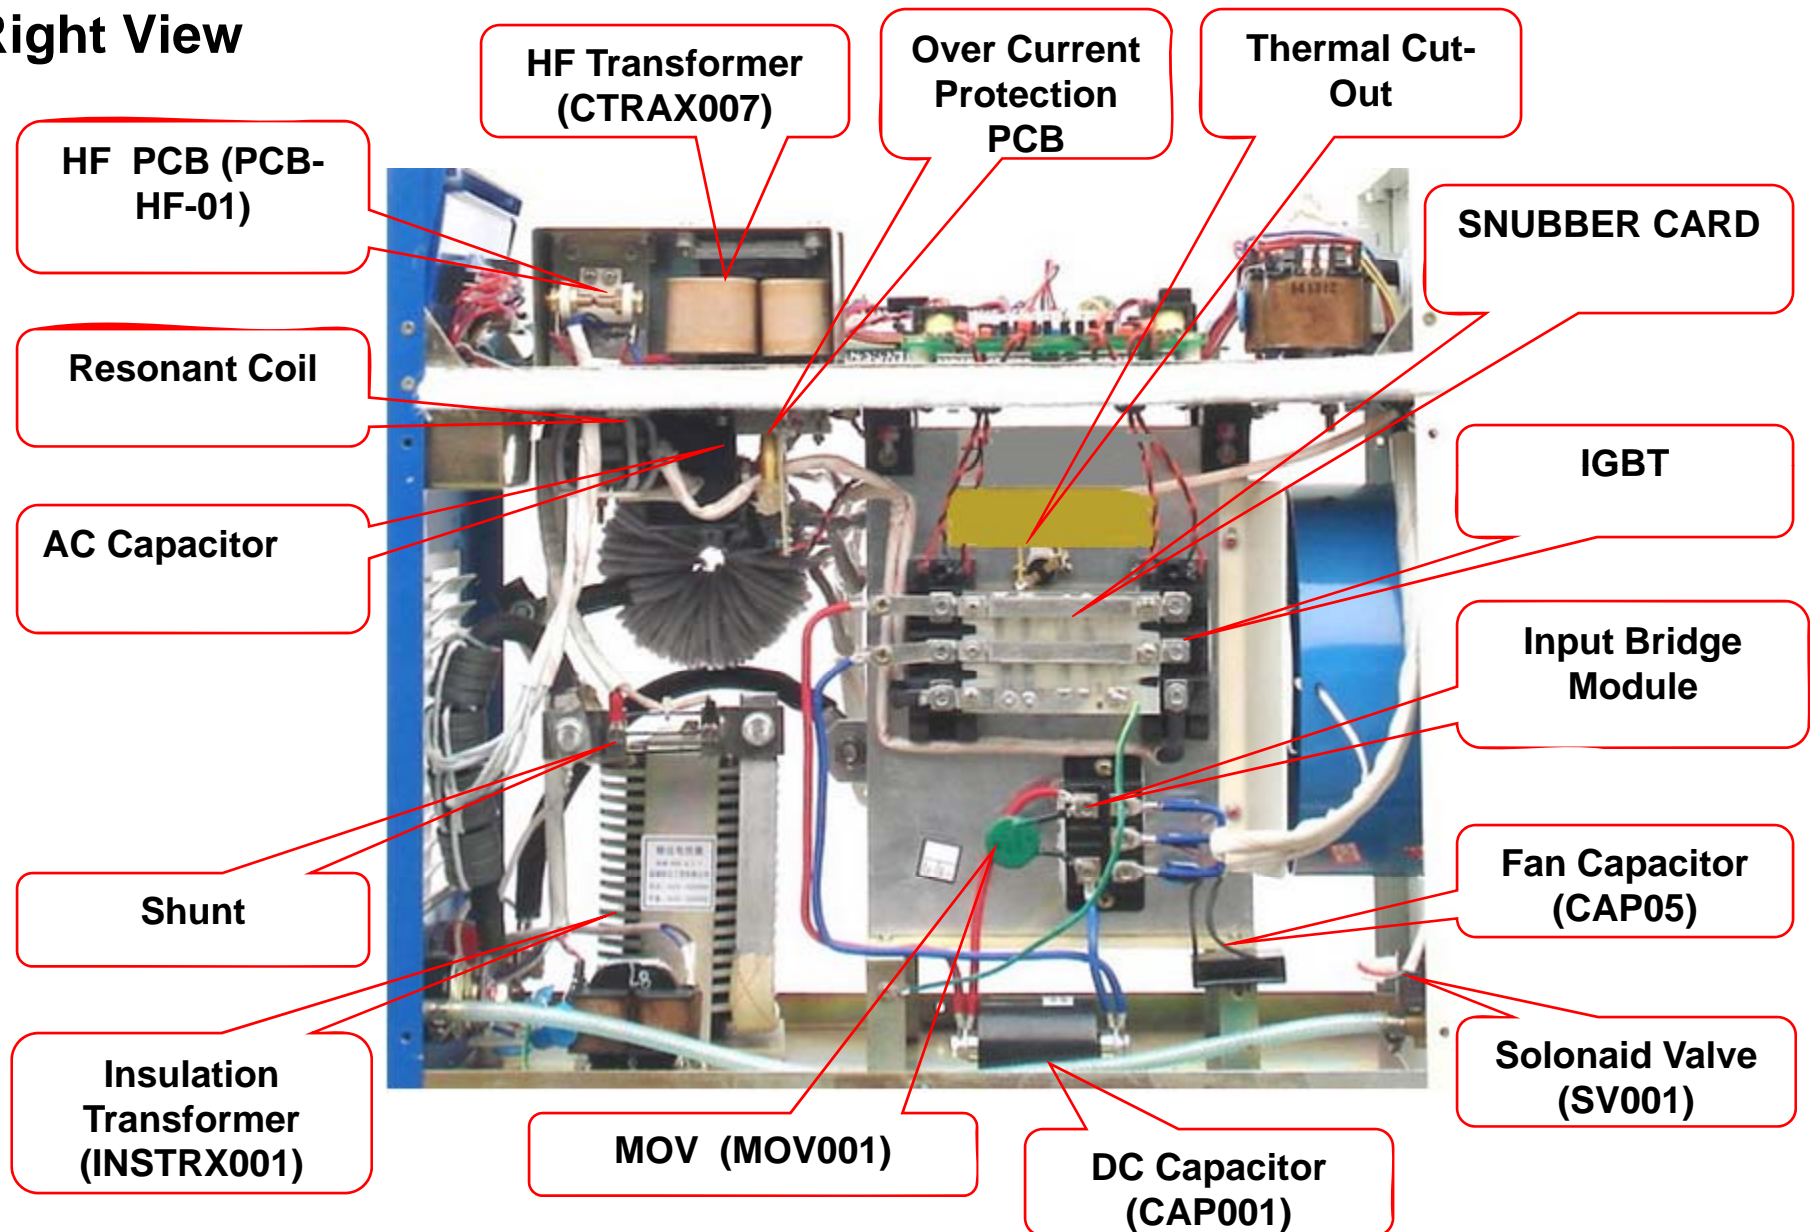 Right View
HF Transformer
(CTRAX007)
Over Current
Protection
PCB
Thermal Cut-
Out
HF PCB (PCB-
HF-01)
SNUBBER CARD
Resonant Coil
IGBT
AC Capacitor
Input Bridge
Module
Shunt
Fan Capacitor
(CAP05)
Insulation
Transformer
(INSTRX001)
MOV (MOV001)
DC Capacitor
(CAP001)
Solonaid Valve
(SV001)